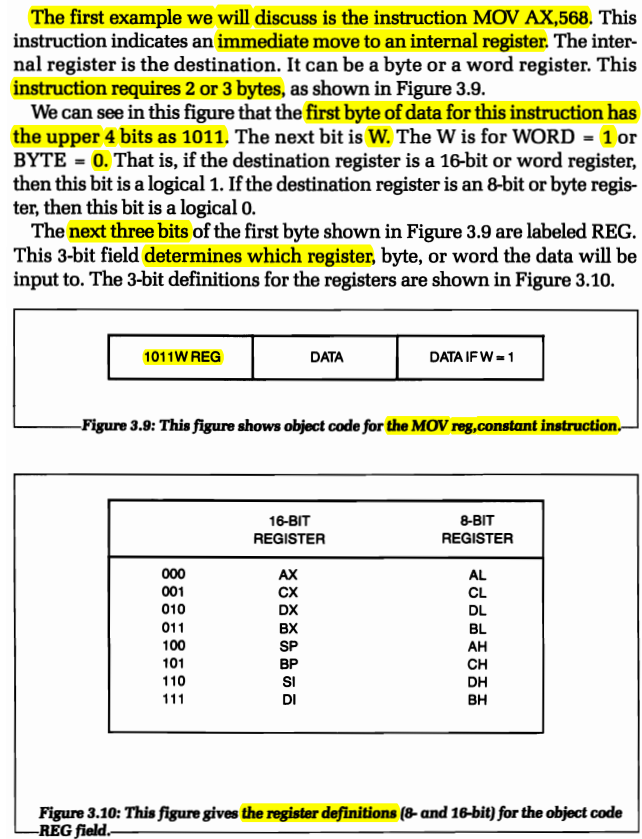 The first example we will discuss is the instruction MOV AX,568. This
instruction indicates an immediate move to an internal register. The inter-
nal register is the destination. It can be a byte or a word register. This
instruction requires 2 or 3 bytes, as shown in Figure 3.9.
We can see in this figure that the first byte of data for this instruction has
the upper 4 bits as 1011. The next bit is W. The W is for WORD = 1 or
BYTE = 0. That is, if the destination register is a 16-bit or word register,
then this bit is a logical 1. If the destination register is an 8-bit or byte regis-
ter, then this bit is a logical 0.
The next three bits of the first byte shown in Figure 3.9 are labeled REG.
This 3-bit field determines which register, byte, or word the data will be
input to. The 3-bit definitions for the registers are shown in Figure 3.10.
1011W REG DATA DATA IF W = 1
Figure 3.9: This figure shows object code for the MOV reg,constant instruction.
16-BIT 8-BIT
REGISTER REGISTER
000 AX AL
001 CX CL
010 DX DL
011 BX BL
100 SP AH
101 BP CH
110 SI DH
111 DI BH
Figure 3.10: This figure gives the register definitions (8- and 16-bit) for the object code
REG field.